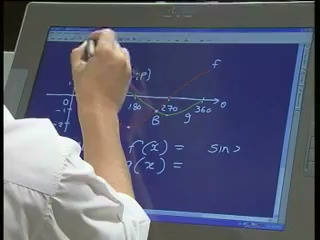 ;p)
f
0 180 270 360 θ
-1 B g
-2
f(x) = sin
(x) =